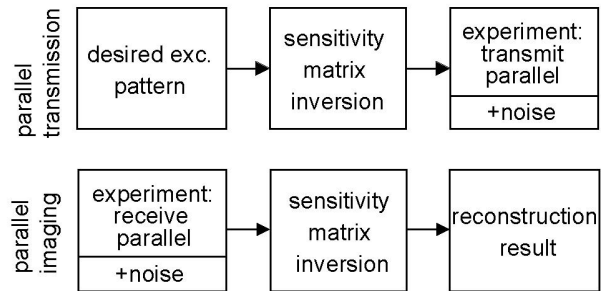 parallel
transmission
desired exc.
pattern
sensitivity
matrix
inversion
experiment:
transmit
parallel
+noise
parallel
imaging
experiment:
receive
parallel
+noise
sensitivity
matrix
inversion
reconstruction
result